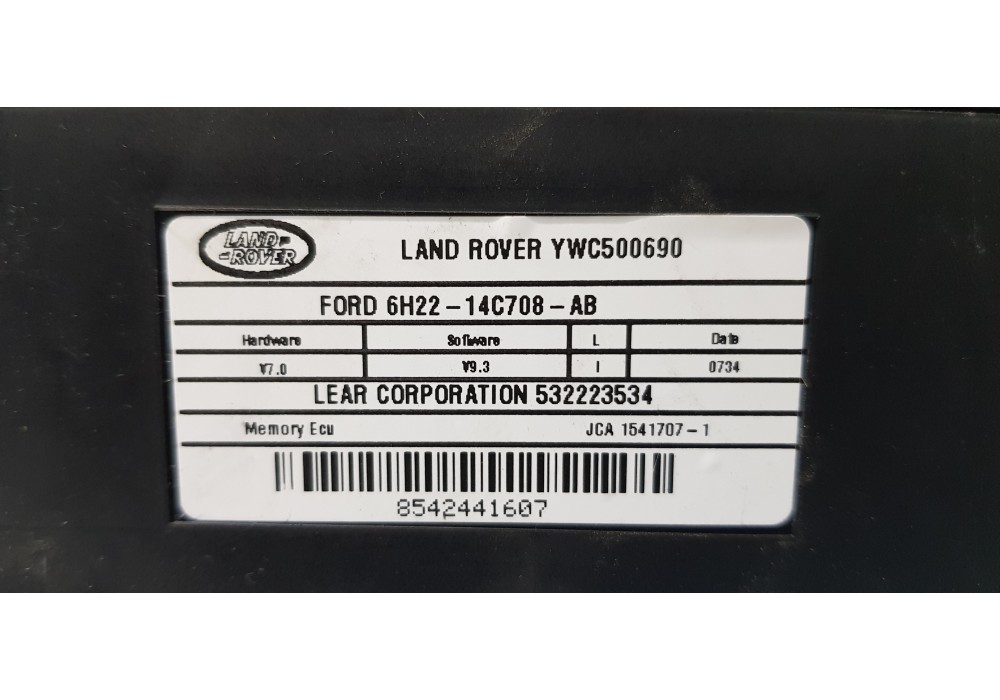 LAND-
-ROVER
LAND ROVER YWC500690
FORD 6H22-14C708-AB
Hardware Software L Date
V7.0 V9.3 I 0734
LEAR CORPORATION 532223534
Memory Ecu JCA 1541707-1
8542441607